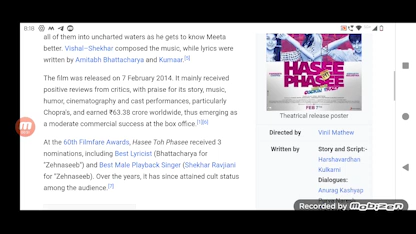 8:18
all of them into uncharted waters as he gets to know Meeta
better. Vishal–Shekhar composed the music, while lyrics were
written by Amitabh Bhattacharya and Kumaar.[5]
The film was released on 7 February 2014. It mainly received
positive reviews from critics, with praise for its story, music,
humor, cinematography and cast performances, particularly
Chopra's, and earned ₹63.38 crore worldwide, thus emerging as
a moderate commercial success at the box office.[1][6]
At the 60th Filmfare Awards, Hasee Toh Phasee received 3
nominations, including Best Lyricist (Bhattacharya for
"Zehnaseeb") and Best Male Playback Singer (Shekhar Ravjiani
for "Zehnaseeb"). Over the years, it has since attained cult status
among the audience.[7]
HASEE
PHASEE
FEB 7
Theatrical release poster
Directed by Vinil Mathew
Written by Story and Script:-
Harshavardhan
Kulkarni
Dialogues:
Anurag Kashyap
Recorded by Mobizen